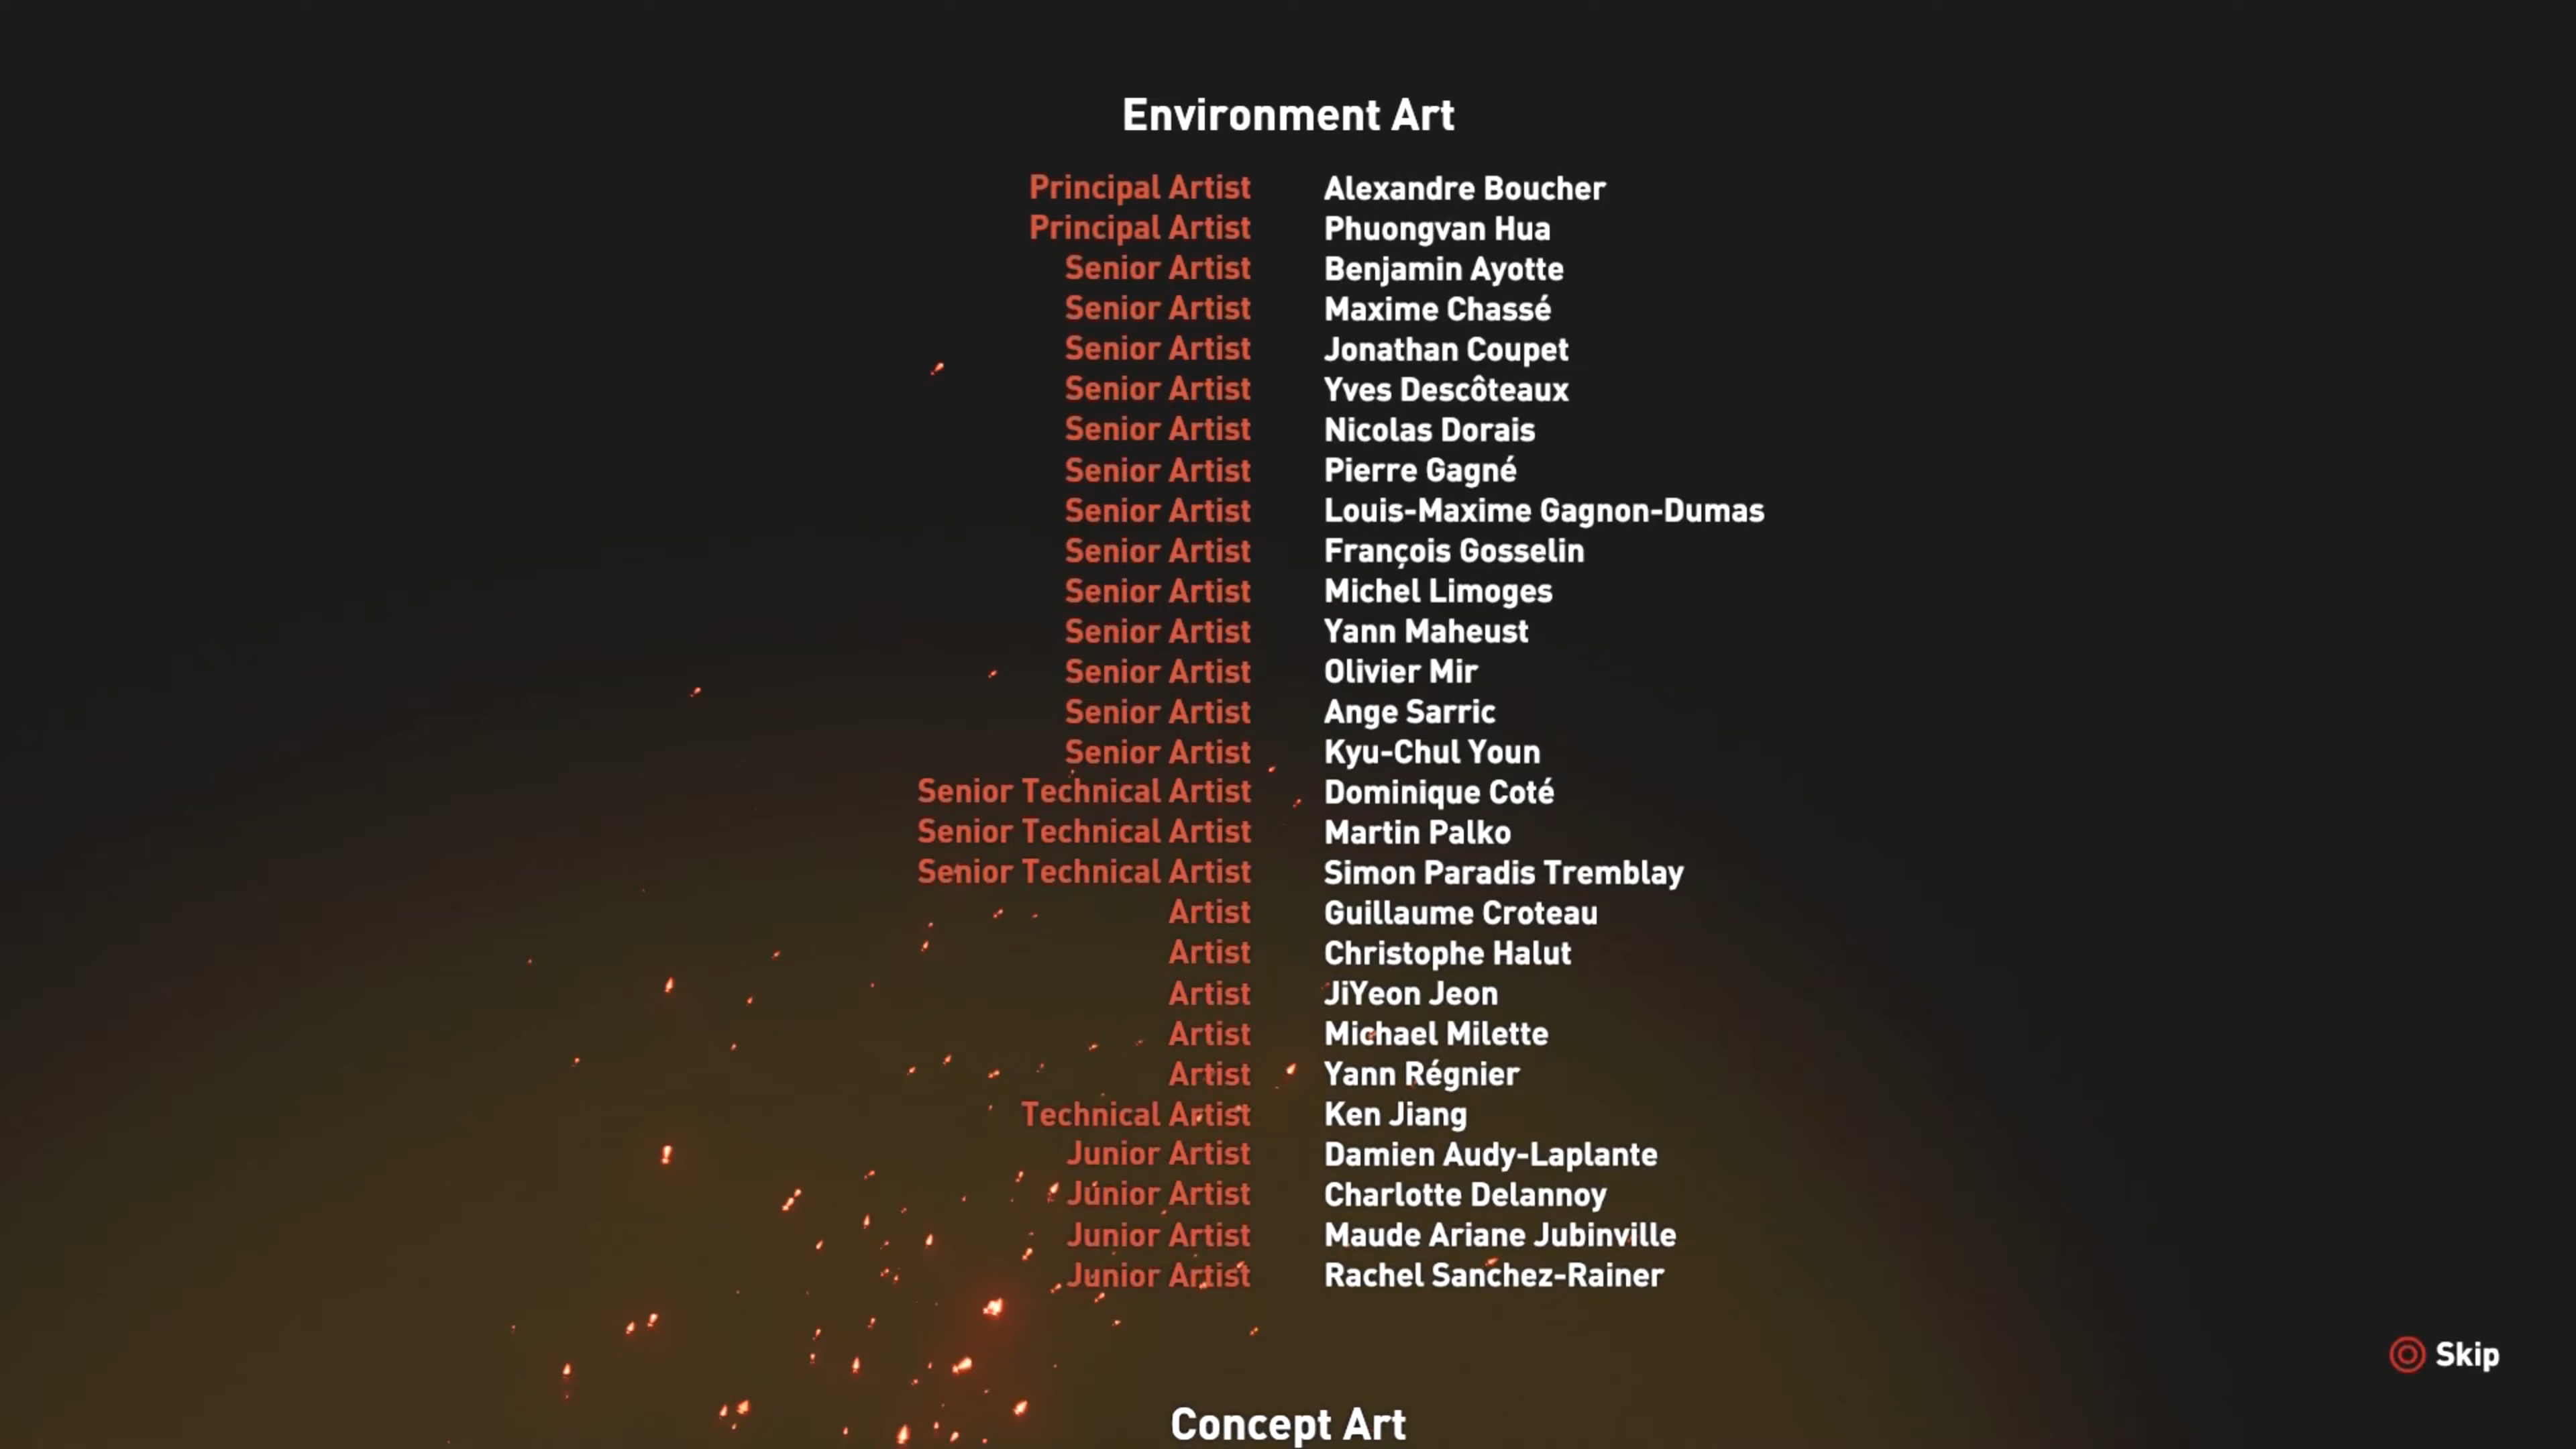 Environment Art
Principal Artist Alexandre Boucher
Principal Artist Phuongvan Hua
Senior Artist Benjamin Ayotte
Senior Artist Maxime Chassé
Senior Artist Jonathan Coupet
Senior Artist Yves Descôteaux
Senior Artist Nicolas Dorais
Senior Artist Pierre Gagné
Senior Artist Louis-Maxime Gagnon-Dumas
Senior Artist François Gosselin
Senior Artist Michel Limoges
Senior Artist Yann Maheust
Senior Artist Olivier Mir
Senior Artist Ange Sarric
Senior Artist Kyu-Chul Youn
Senior Technical Artist Dominique Coté
Senior Technical Artist Martin Palko
Senior Technical Artist Simon Paradis Tremblay
Artist Guillaume Croteau
Artist Christophe Halut
Artist JiYeon Jeon
Artist Michael Milette
Artist Yann Régnier
Technical Artist Ken Jiang
Junior Artist Damien Audy-Laplante
Junior Artist Charlotte Delannoy
Junior Artist Maude Ariane Jubinville
Junior Artist Rachel Sanchez-Rainer
Skip
Concept Art